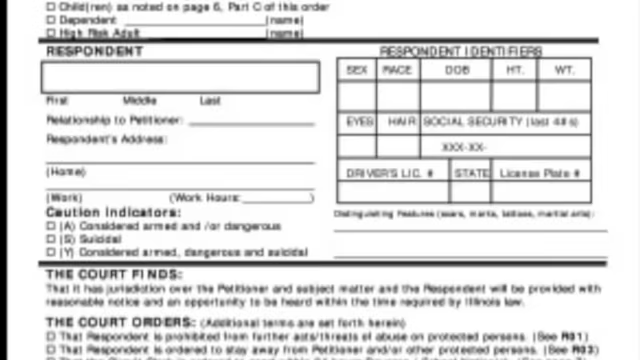 ☐ Child(ren) as noted on page 6, Part C of this order
☐ Dependent ____________________ (name)
☐ High Risk Adult ____________________ (name)
RESPONDENT
First Middle Last
Relationship to Petitioner: ____________________
Respondent's Address:
(Home)
(Work) (Work Hours: ____________)
Caution Indicators:
☐ (A) Considered armed and /or dangerous
☐ (S) Suicidal
☐ (Y) Considered armed, dangerous and suicidal
RESPONDENT IDENTIFIERS
SEX RACE DOB HT. WT.
EYES HAIR SOCIAL SECURITY (last 4#s)
XXX-XX-
DRIVER'S LIC. # STATE License Plate #
Distinguishing Features (scars, marks, tattoos, martial arts):
THE COURT FINDS:
That it has jurisdiction over the Petitioner and subject matter and the Respondent will be provided with
reasonable notice and an opportunity to be heard within the time required by Illinois law.
THE COURT ORDERS: (Additional terms are set forth herein)
☐ That Respondent is prohibited from further acts/threats of abuse on protected persons. (See R01)
☐ That Respondent is ordered to stay away from Petitioner and/or other protected persons. (See R03)